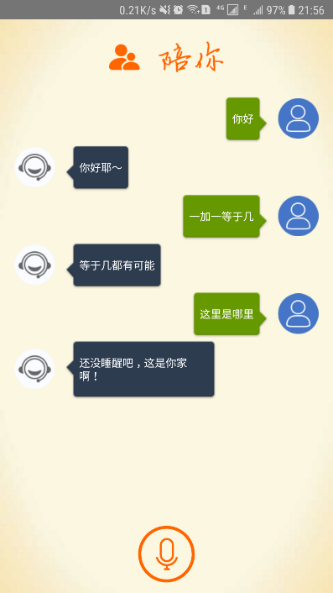 0.21K/s 4G 97% 21:56
陪你
你好
你好耶～
一加一等于几
等于几都有可能
这里是哪里
还没睡醒吧，这是你家
啊！